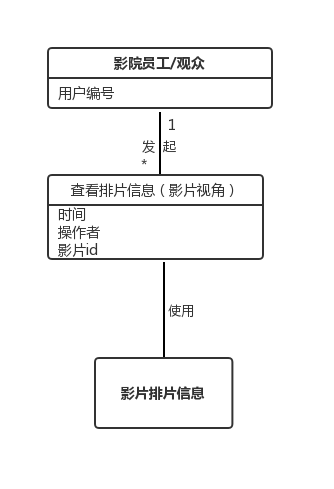 影院员工/观众
用户编号
1
发起
*
查看排片信息（影片视角）
时间
操作者
影片id
使用
影片排片信息